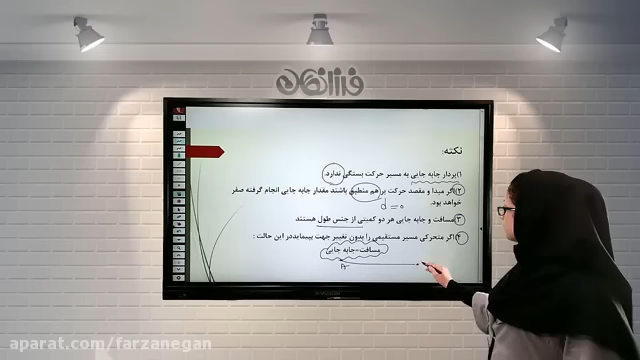 فرزانگان
نکته:
۱)بردار جابه جایی به مسیر حرکت بستگی ندارد.
۲)اگر مبدا و مقصد حرکت بر هم منطبق باشند مقدار جابه جایی انجام گرفته صفر
خواهد بود.
d = 0
۳)مسافت و جابه جایی هر دو کمیتی از جنس طول هستند
۴)اگر متحرکی مسیر مستقیمی را بدون تغییر جهت بپیماید در این حالت :
مسافت=جابه جایی
A
aparat.com/farzanegan